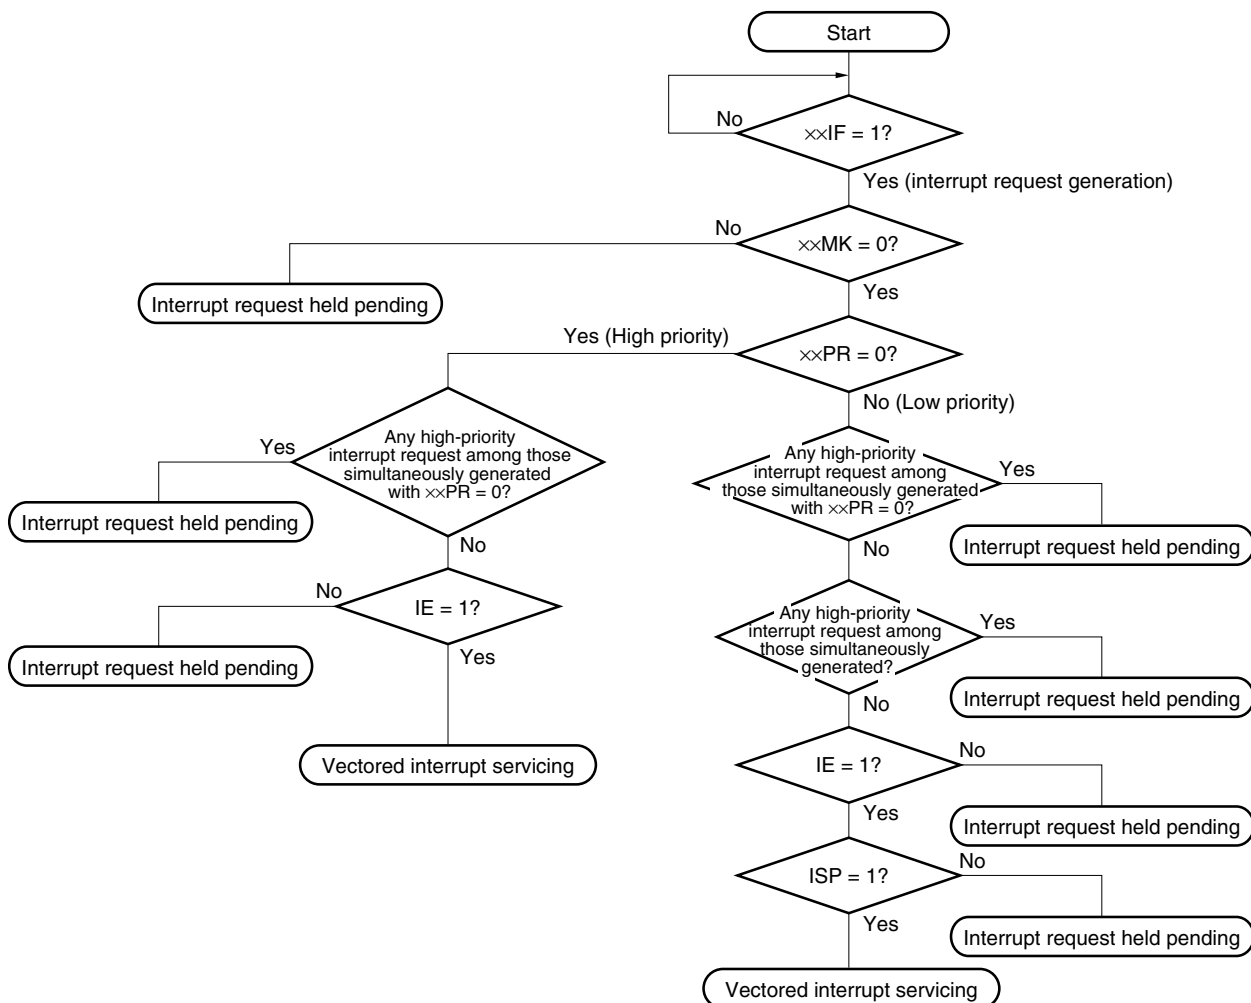 Start
No
××IF = 1?
Yes (interrupt request generation)
No
××MK = 0?
Interrupt request held pending
Yes
Yes (High priority)
××PR = 0?
No (Low priority)
Yes
Any high-priority
interrupt request among those
simultaneously generated
with ××PR = 0?
Any high-priority
interrupt request among
those simultaneously generated
with ××PR = 0?
Yes
Interrupt request held pending
No
Interrupt request held pending
No
No
IE = 1?
Any high-priority
interrupt request among
those simultaneously
generated?
Yes
Interrupt request held pending
Yes
Interrupt request held pending
No
Vectored interrupt servicing
IE = 1?
No
Yes
Interrupt request held pending
ISP = 1?
No
Yes
Interrupt request held pending
Vectored interrupt servicing